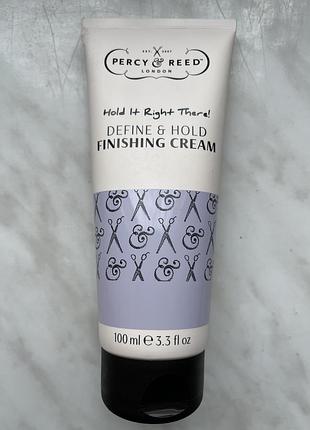 EST. 2007
PERCY & REED
LONDON
Hold It Right There!
DEFINE & HOLD
FINISHING CREAM
100 ml e 3.3 fl oz